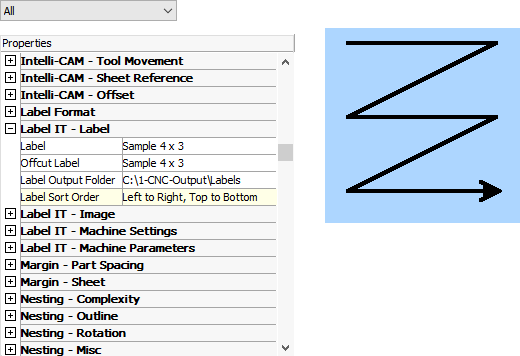 All
Properties
Intelli-CAM - Tool Movement
Intelli-CAM - Sheet Reference
Intelli-CAM - Offset
Label Format
Label IT - Label
Label Sample 4 x 3
Offcut Label Sample 4 x 3
Label Output Folder C:\1-CNC-Output\Labels
Label Sort Order Left to Right, Top to Bottom
Label IT - Image
Label IT - Machine Settings
Label IT - Machine Parameters
Margin - Part Spacing
Margin - Sheet
Nesting - Complexity
Nesting - Outline
Nesting - Rotation
Nesting - Misc